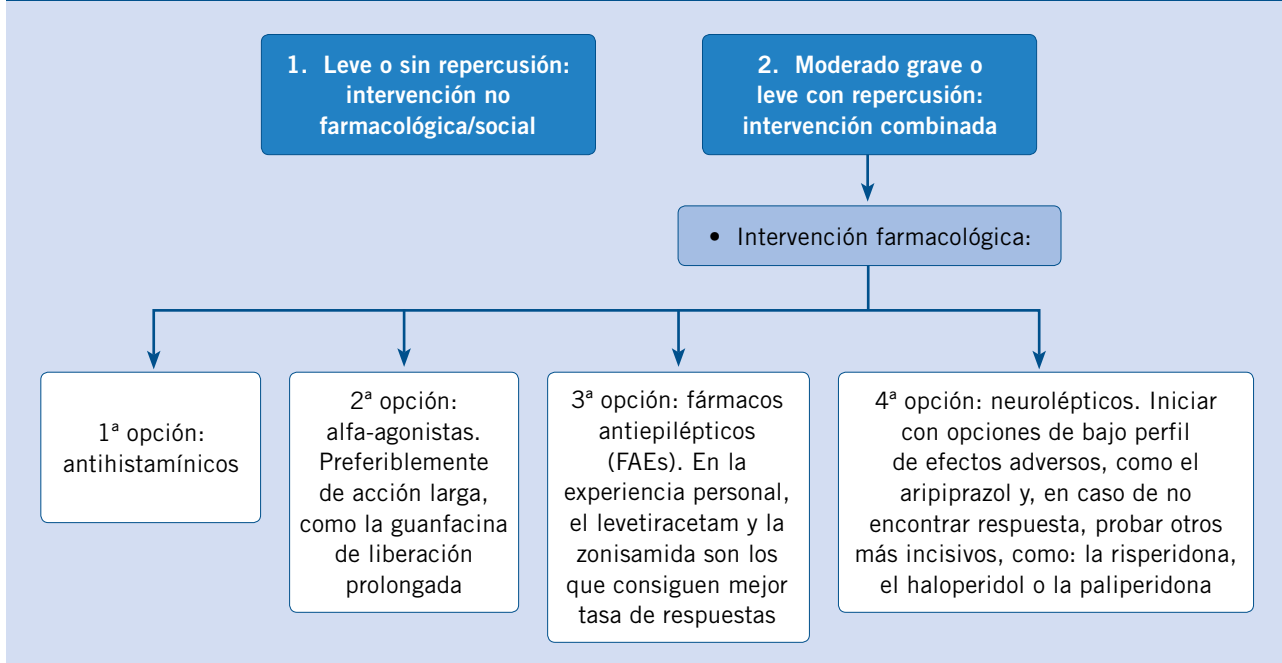 1. Leve o sin repercusión:
intervención no
farmacológica/social
2. Moderado grave o
leve con repercusión:
intervención combinada
• Intervención farmacológica:
1ª opción:
antihistamínicos
2ª opción:
alfa-agonistas.
Preferiblemente
de acción larga,
como la guanfacina
de liberación
prolongada
3ª opción: fármacos
antiepilépticos
(FAEs). En la
experiencia personal,
el levetiracetam y la
zonisamida son los
que consiguen mejor
tasa de respuestas
4ª opción: neurolépticos. Iniciar
con opciones de bajo perfil
de efectos adversos, como el
aripiprazol y, en caso de no
encontrar respuesta, probar otros
más incisivos, como: la risperidona,
el haloperidol o la paliperidona